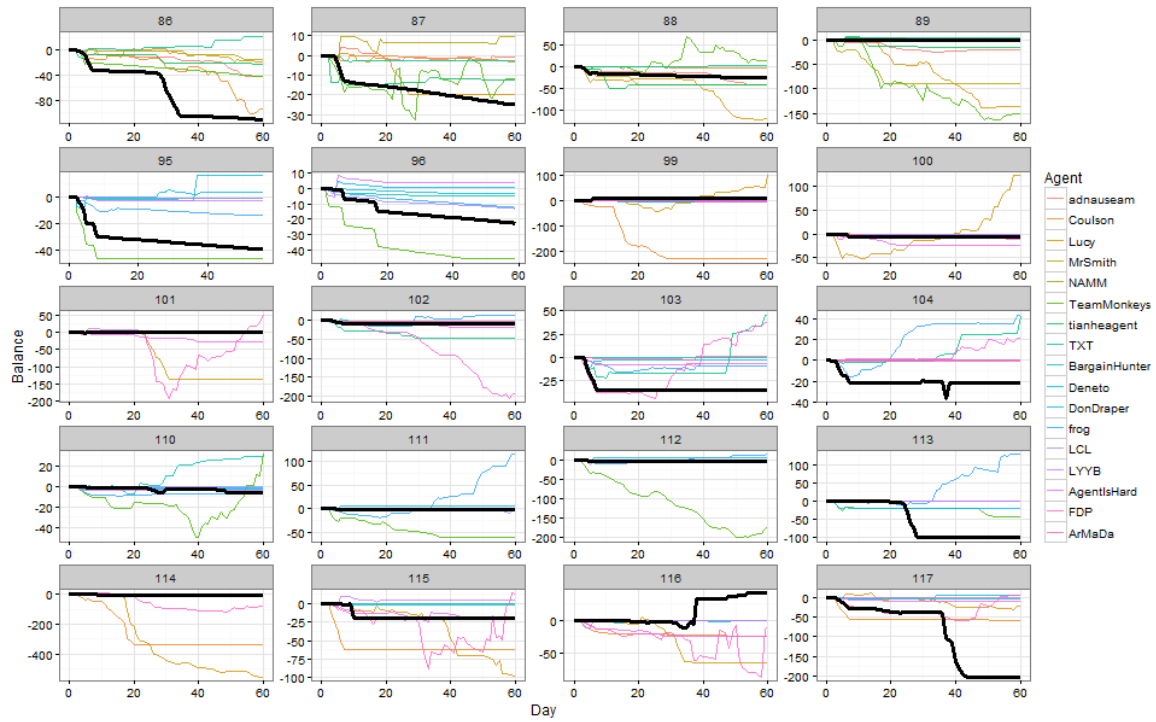 86 87 88 89
0 -40 -80
10 0 -10 -20 -30
50 0 -50 -100
0 -50 -100 -150
0 20 40 60 0 20 40 60 0 20 40 60 0 20 40 60
95 96 99 100
0 -20 -40
10 0 -10 -20 -30 -40
100 0 -100 -200
100 50 0 -50
0 20 40 0 20 40 60 0 20 40 60 0 20 40 60
101 102 103 104
50 0 -50 -100 -150 -200
50 0 -50 -100 -150 -200
50 25 0 -25
40 20 0 -20 -40
0 20 40 60 0 20 40 60 0 20 40 60 0 20 40 60
110 111 112 113
20 0 -20 -40
100 50 0 -50
0 -50 -100 -150 -200
100 50 0 -50 -100
0 20 40 60 0 20 40 60 0 20 40 60 0 20 40 60
114 115 116 117
0 -200 -400
0 -25 -50 -75 -100
0 -50
0 -50 -100 -150 -200
0 20 40 60 0 20 40 60 0 20 40 60 0 20 40 60
Balance
Day
Agent
adnauseam
Coulson
Lucy
MrSmith
NAMM
TeamMonkeys
tianheagent
TXT
BargainHunter
Deneto
DonDraper
frog
LCL
LYYB
AgentIsHard
FDP
ArMaDa